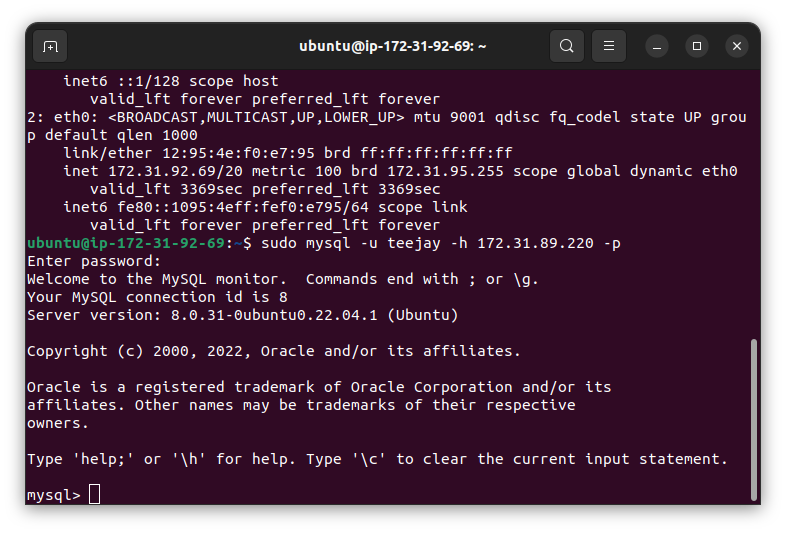 ubuntu@ip-172-31-92-69: ~
inet6 ::1/128 scope host
valid_lft forever preferred_lft forever
2: eth0: <BROADCAST,MULTICAST,UP,LOWER_UP> mtu 9001 qdisc fq_codel state UP grou
p default qlen 1000
link/ether 12:95:4e:f0:e7:95 brd ff:ff:ff:ff:ff:ff
inet 172.31.92.69/20 metric 100 brd 172.31.95.255 scope global dynamic eth0
valid_lft 3369sec preferred_lft 3369sec
inet6 fe80::1095:4eff:fef0:e795/64 scope link
valid_lft forever preferred_lft forever
ubuntu@ip-172-31-92-69:~$ sudo mysql -u teejay -h 172.31.89.220 -p
Enter password:
Welcome to the MySQL monitor.  Commands end with ; or \g.
Your MySQL connection id is 8
Server version: 8.0.31-0ubuntu0.22.04.1 (Ubuntu)
Copyright (c) 2000, 2022, Oracle and/or its affiliates.
Oracle is a registered trademark of Oracle Corporation and/or its
affiliates. Other names may be trademarks of their respective
owners.
Type 'help;' or '\h' for help. Type '\c' to clear the current input statement.
mysql>